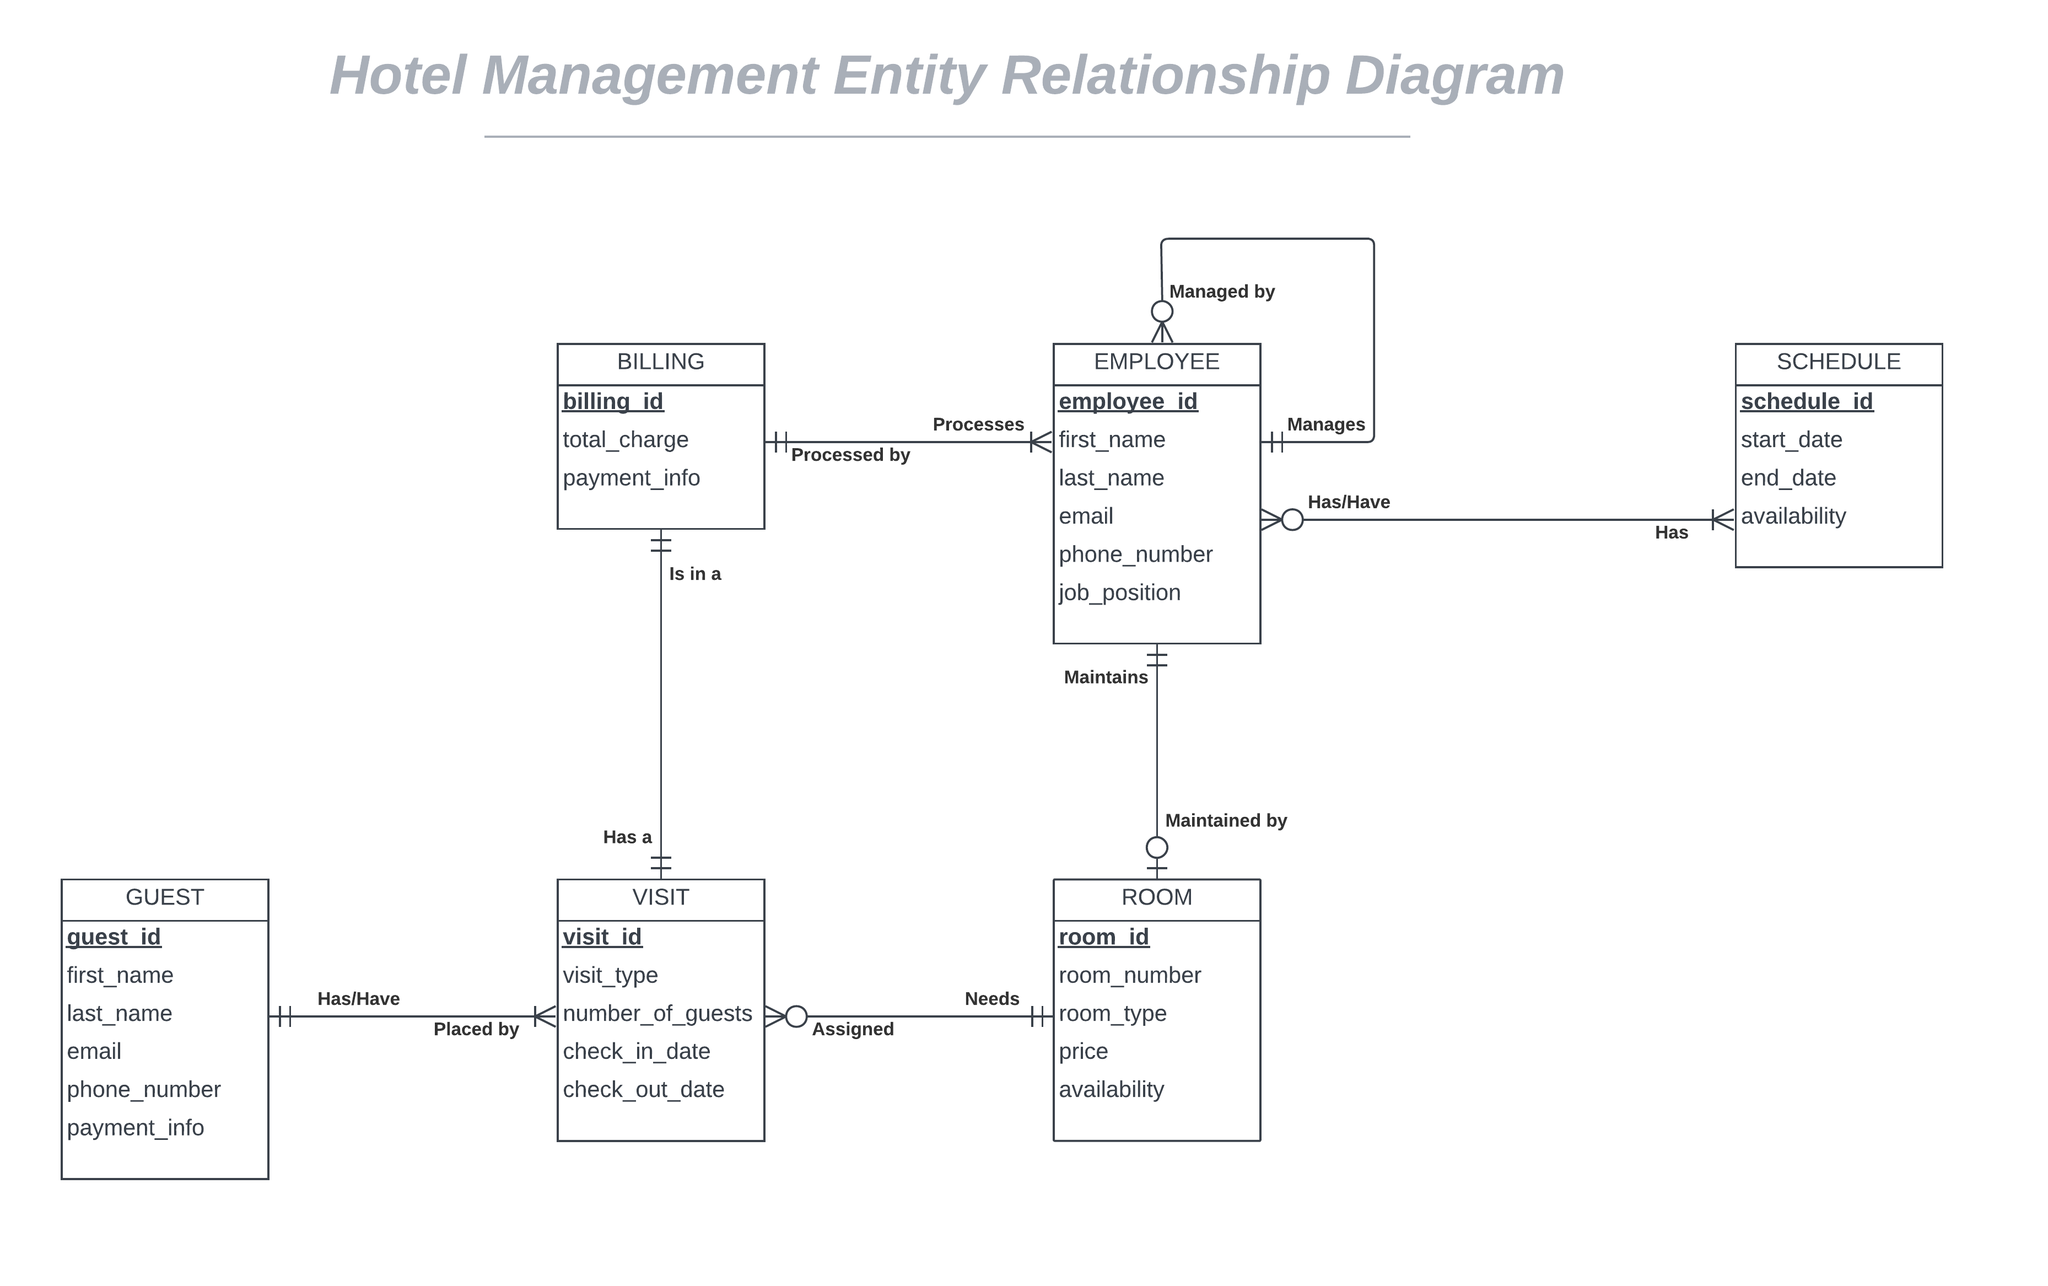 Hotel Management Entity Relationship Diagram
Managed by
BILLING
billing_id
total_charge
payment_info
Processes
Processed by
EMPLOYEE
employee_id
first_name
last_name
email
phone_number
job_position
Manages
Has/Have
Has
SCHEDULE
schedule_id
start_date
end_date
availability
Is in a
Has a
Maintains
Maintained by
GUEST
guest_id
first_name
last_name
email
phone_number
payment_info
Has/Have
Placed by
VISIT
visit_id
visit_type
number_of_guests
check_in_date
check_out_date
Needs
Assigned
ROOM
room_id
room_number
room_type
price
availability